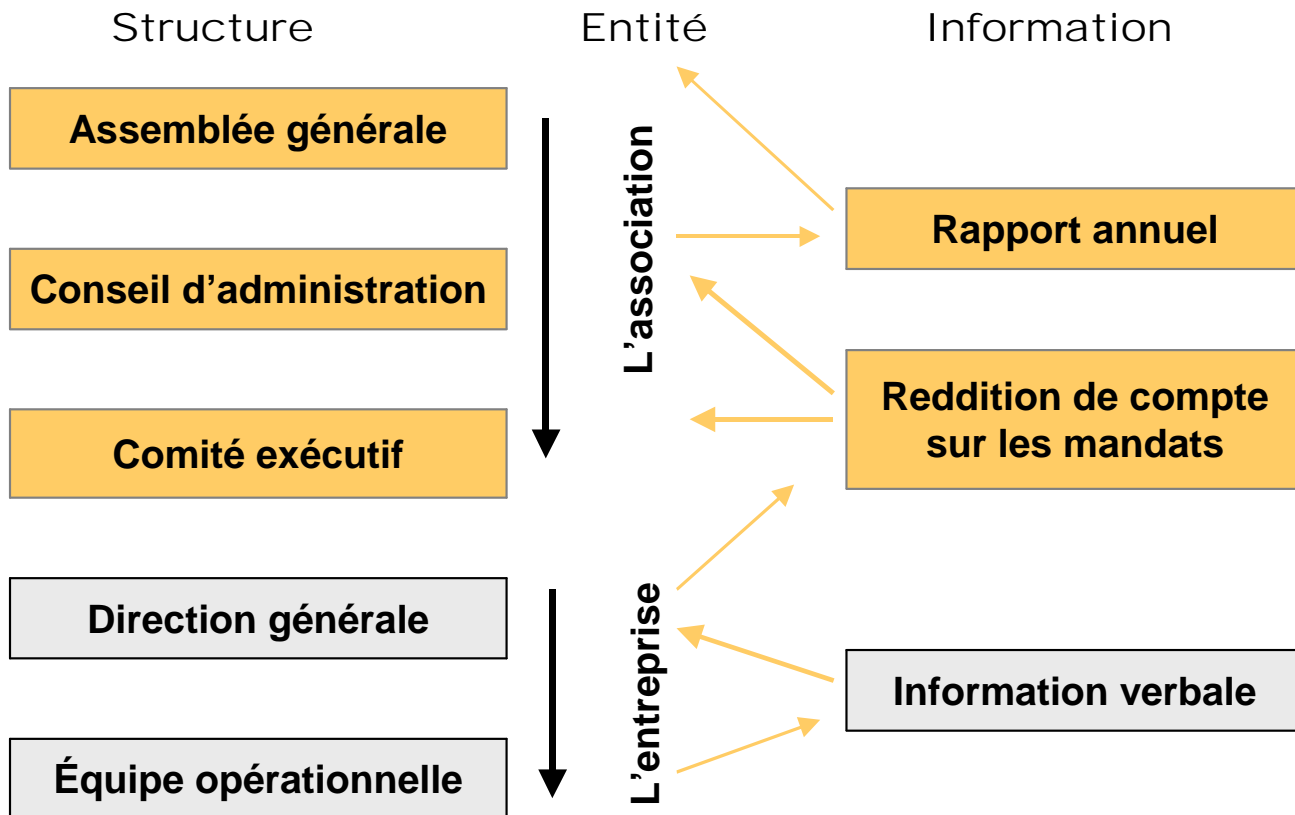 Structure
Entité
Information
Assemblée générale
Conseil d’administration
Comité exécutif
Direction générale
Équipe opérationnelle
L’association
L’entreprise
Rapport annuel
Reddition de compte
sur les mandats
Information verbale